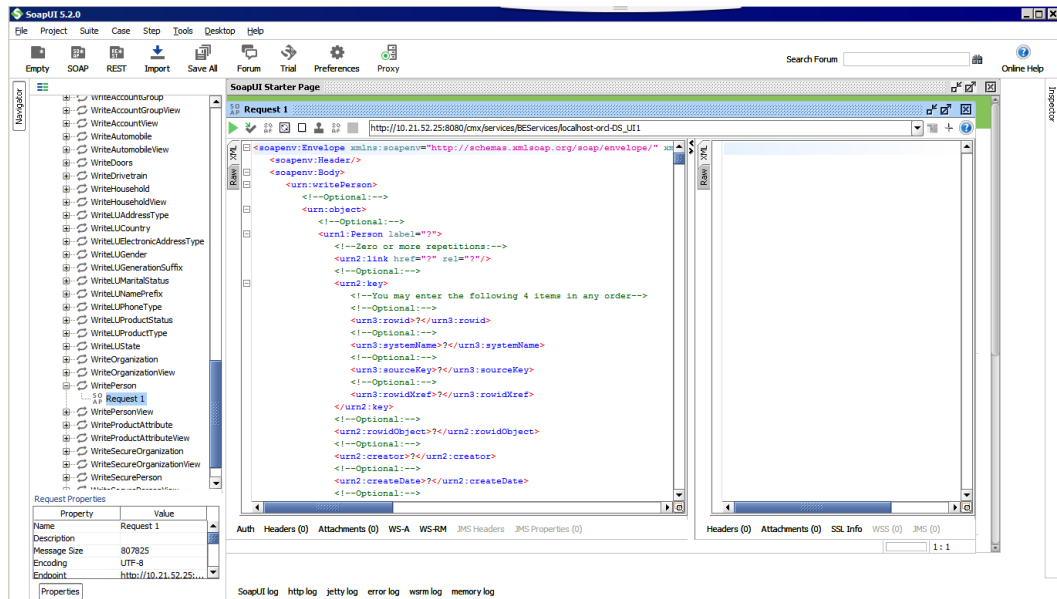 SoapUI 5.2.0
File Project Suite Case Step Tools Desktop Help
Empty SOAP REST Import Save All Forum Trial Preferences Proxy Search Forum Online Help
Navigator
Inspector
WriteAccountGroup
WriteAccountGroupView
WriteAccountView
WriteAutomobile
WriteAutomobileView
WriteDoors
WriteDrivetrain
WriteHousehold
WriteHouseholdView
WriteLUAddressType
WriteLUCountry
WriteLUElectronicAddressType
WriteLUGender
WriteLUGenerationSuffix
WriteLUMaritalStatus
WriteLUNamePrefix
WriteLUPhoneType
WriteLUProductStatus
WriteLUProductType
WriteLUState
WriteOrganization
WriteOrganizationView
WritePerson
Request 1
WritePersonView
WriteProductAttribute
WriteProductAttributeView
WriteSecureOrganization
WriteSecureOrganizationView
WriteSecurePerson
WriteSecurePersonView
Request Properties
Property Value
Name Request 1
Description
Message Size 807825
Encoding UTF-8
Endpoint http://10.21.52.25:...
Properties
SoapUI Starter Page
Request 1
http://10.21.52.25:8080/cmx/services/BEServices/localhost-orcl-DS_UI1
XML
Raw
<soapenv:Envelope xmlns:soapenv="http://schemas.xmlsoap.org/soap/envelope/" xm
<soapenv:Header/>
<soapenv:Body>
<urn:writePerson>
<!--Optional:-->
<urn:object>
<!--Optional:-->
<urn1:Person label="?">
<!--Zero or more repetitions:-->
<urn2:link href="?" rel="?"/>
<!--Optional:-->
<urn2:key>
<!--You may enter the following 4 items in any order-->
<!--Optional:-->
<urn3:rowid>?</urn3:rowid>
<!--Optional:-->
<urn3:systemName>?</urn3:systemName>
<!--Optional:-->
<urn3:sourceKey>?</urn3:sourceKey>
<!--Optional:-->
<urn3:rowidXref>?</urn3:rowidXref>
</urn2:key>
<!--Optional:-->
<urn2:rowidObject>?</urn2:rowidObject>
<!--Optional:-->
<urn2:creator>?</urn2:creator>
<!--Optional:-->
<urn2:createDate>?</urn2:createDate>
<!--Optional:-->
XML
Raw
Auth Headers (0) Attachments (0) WS-A WS-RM JMS Headers JMS Properties (0)
Headers (0) Attachments (0) SSL Info WSS (0) JMS (0)
1 : 1
SoapUI log http log jetty log error log wsrm log memory log